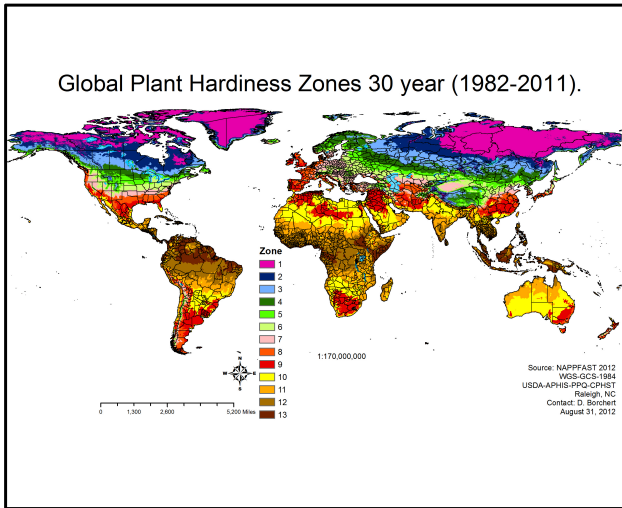 Global Plant Hardiness Zones 30 year (1982-2011).
Zone
1
2
3
4
5
6
7
8
9
10
11
12
13
N
W
E
S
0
1,300
2,600
5,200 Miles
1:170,000,000
Source: NAPPFAST 2012
WGS-GCS-1984
USDA-APHIS-PPQ-CPHST
Raleigh, NC
Contact: D. Borchert
August 31, 2012